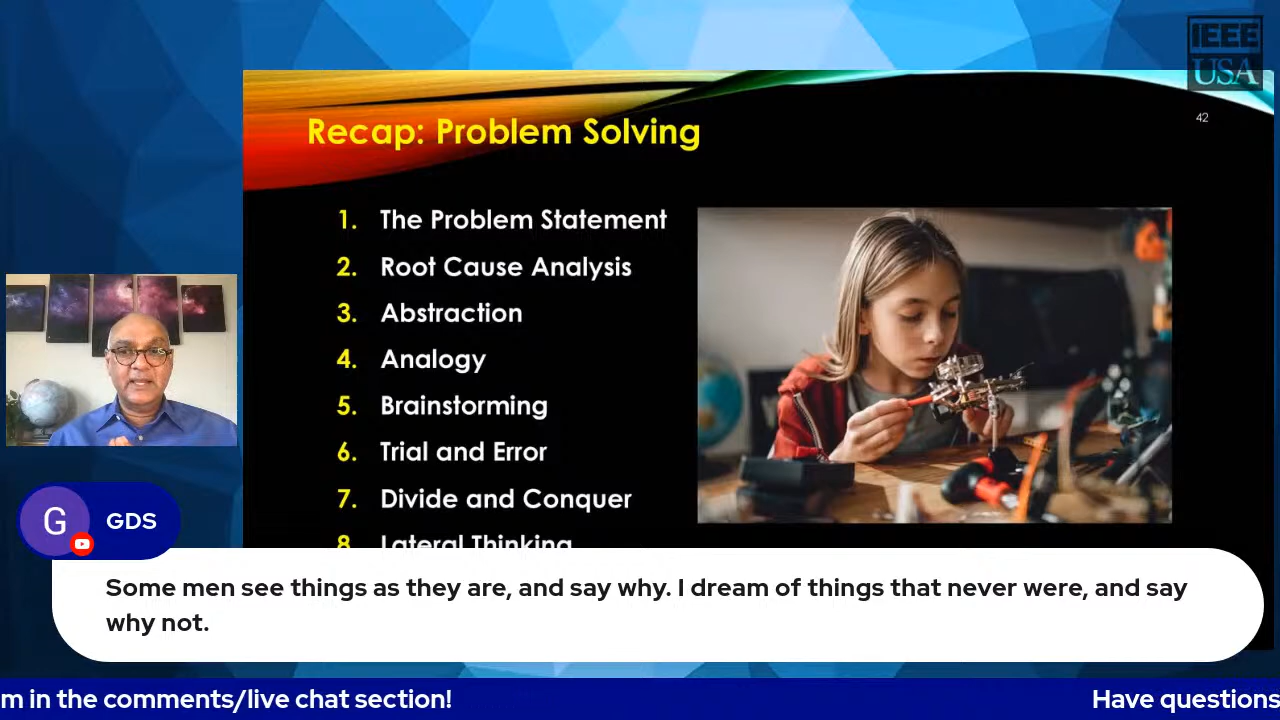 IEEE
USA
42
Recap: Problem Solving
1. The Problem Statement
2. Root Cause Analysis
3. Abstraction
4. Analogy
5. Brainstorming
6. Trial and Error
7. Divide and Conquer
8. Lateral Thinking
G GDS
Some men see things as they are, and say why. I dream of things that never were, and say
why not.
m in the comments/live chat section! Have questions